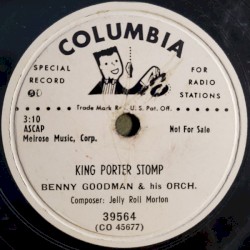 COLUMBIA
SPECIAL
RECORD
FOR
RADIO
STATIONS
Trade Mark Reg. U.S. Pat. Off.
3:10
ASCAP
Melrose Music, Corp.
Not For Sale
KING PORTER STOMP
BENNY GOODMAN & his ORCH.
Composer: Jelly Roll Morton
39564
(CO 45677)